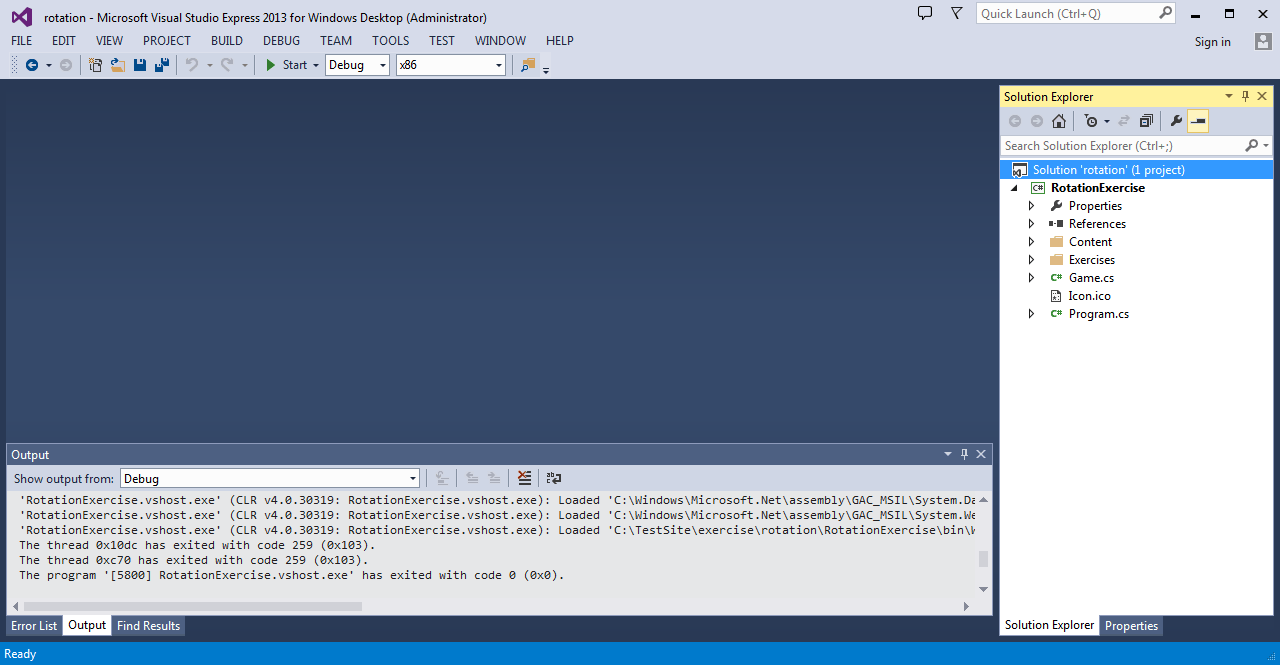 rotation - Microsoft Visual Studio Express 2013 for Windows Desktop (Administrator)
Quick Launch (Ctrl+Q)
FILE EDIT VIEW PROJECT BUILD DEBUG TEAM TOOLS TEST WINDOW HELP
Sign in
Start Debug x86
Solution Explorer
Search Solution Explorer (Ctrl+;)
Solution 'rotation' (1 project)
C# RotationExercise
Properties
References
Content
Exercises
C# Game.cs
Icon.ico
C# Program.cs
Output
Show output from: Debug
'RotationExercise.vshost.exe' (CLR v4.0.30319: RotationExercise.vshost.exe): Loaded 'C:\Windows\Microsoft.Net\assembly\GAC_MSIL\System.Da
'RotationExercise.vshost.exe' (CLR v4.0.30319: RotationExercise.vshost.exe): Loaded 'C:\Windows\Microsoft.Net\assembly\GAC_MSIL\System.We
'RotationExercise.vshost.exe' (CLR v4.0.30319: RotationExercise.vshost.exe): Loaded 'C:\TestSite\exercise\rotation\RotationExercise\bin\W
The thread 0x10dc has exited with code 259 (0x103).
The thread 0xc70 has exited with code 259 (0x103).
The program '[5800] RotationExercise.vshost.exe' has exited with code 0 (0x0).
Error List Output Find Results
Solution Explorer Properties
Ready